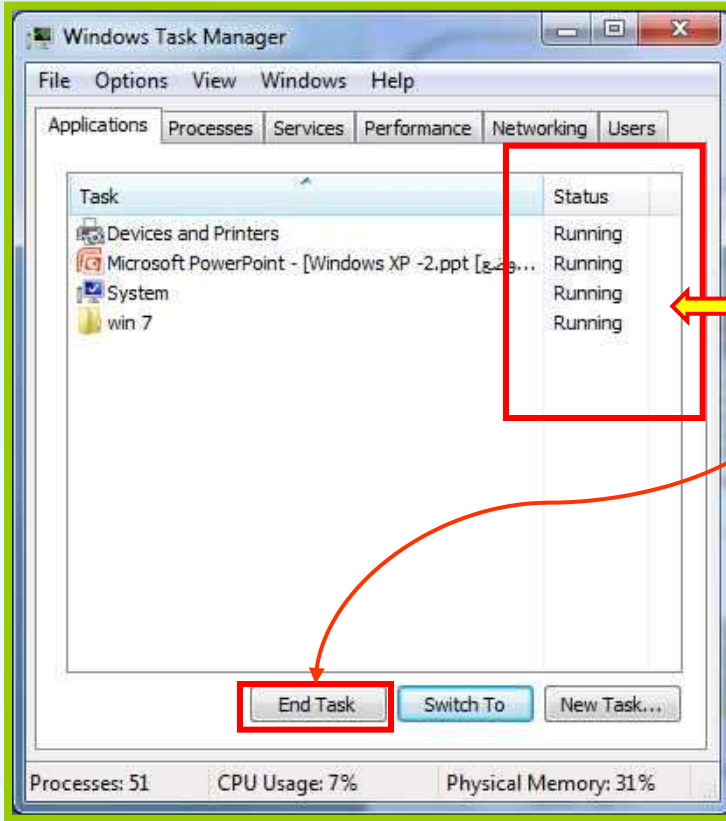 Windows Task Manager
File Options View Windows Help
Applications Processes Services Performance Networking Users
Task Status
Devices and Printers Running
Microsoft PowerPoint - [Windows XP -2.ppt [وضع... Running
System Running
win 7 Running
End Task Switch To New Task...
Processes: 51 CPU Usage: 7% Physical Memory: 31%